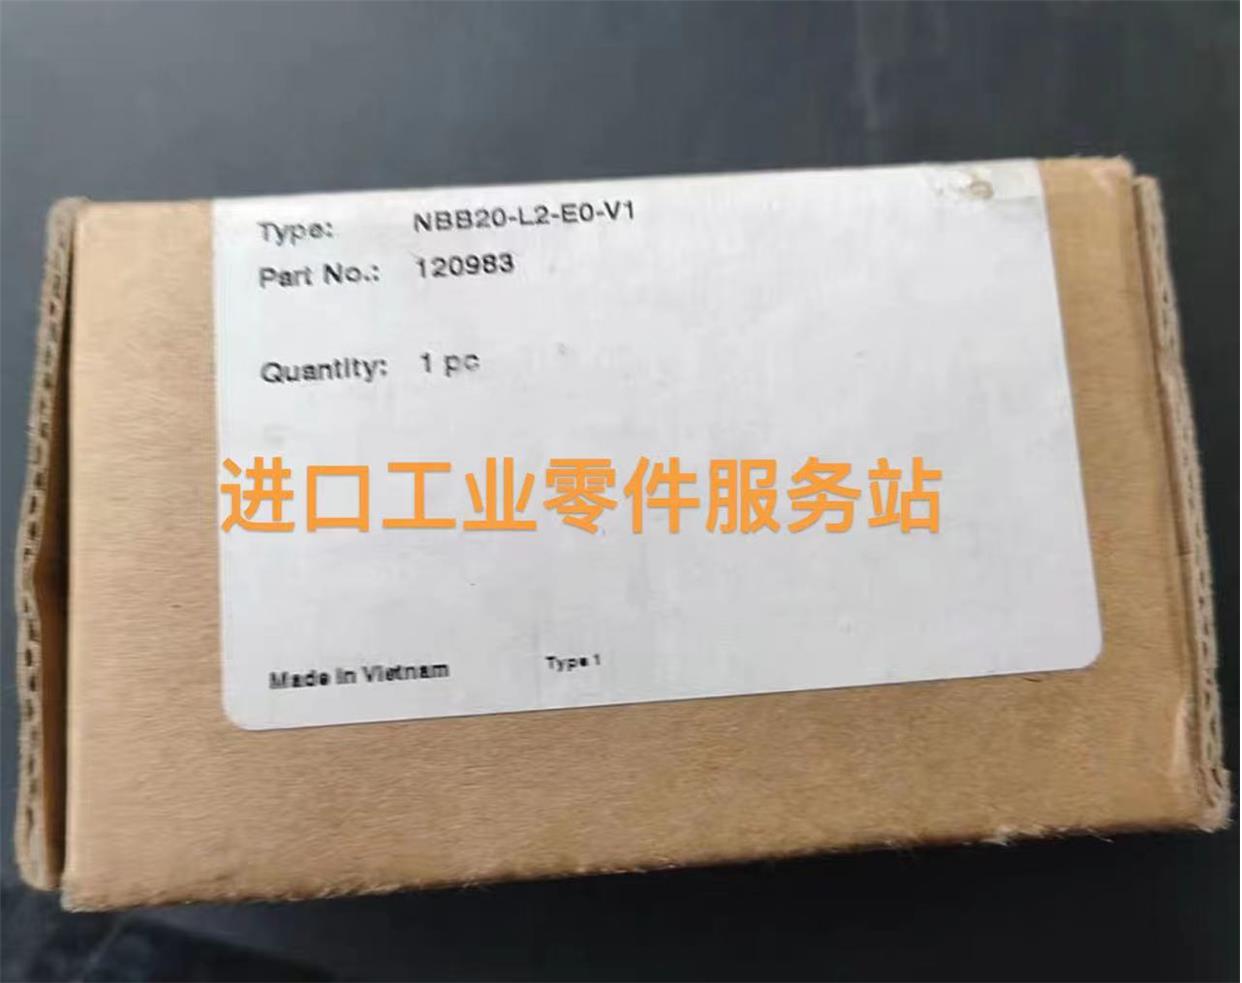 Type: NBB20-L2-E0-V1
Part No.: 120983
Quantity: 1 pc
进口工业零件服务站
Made in Vietnam Type 1